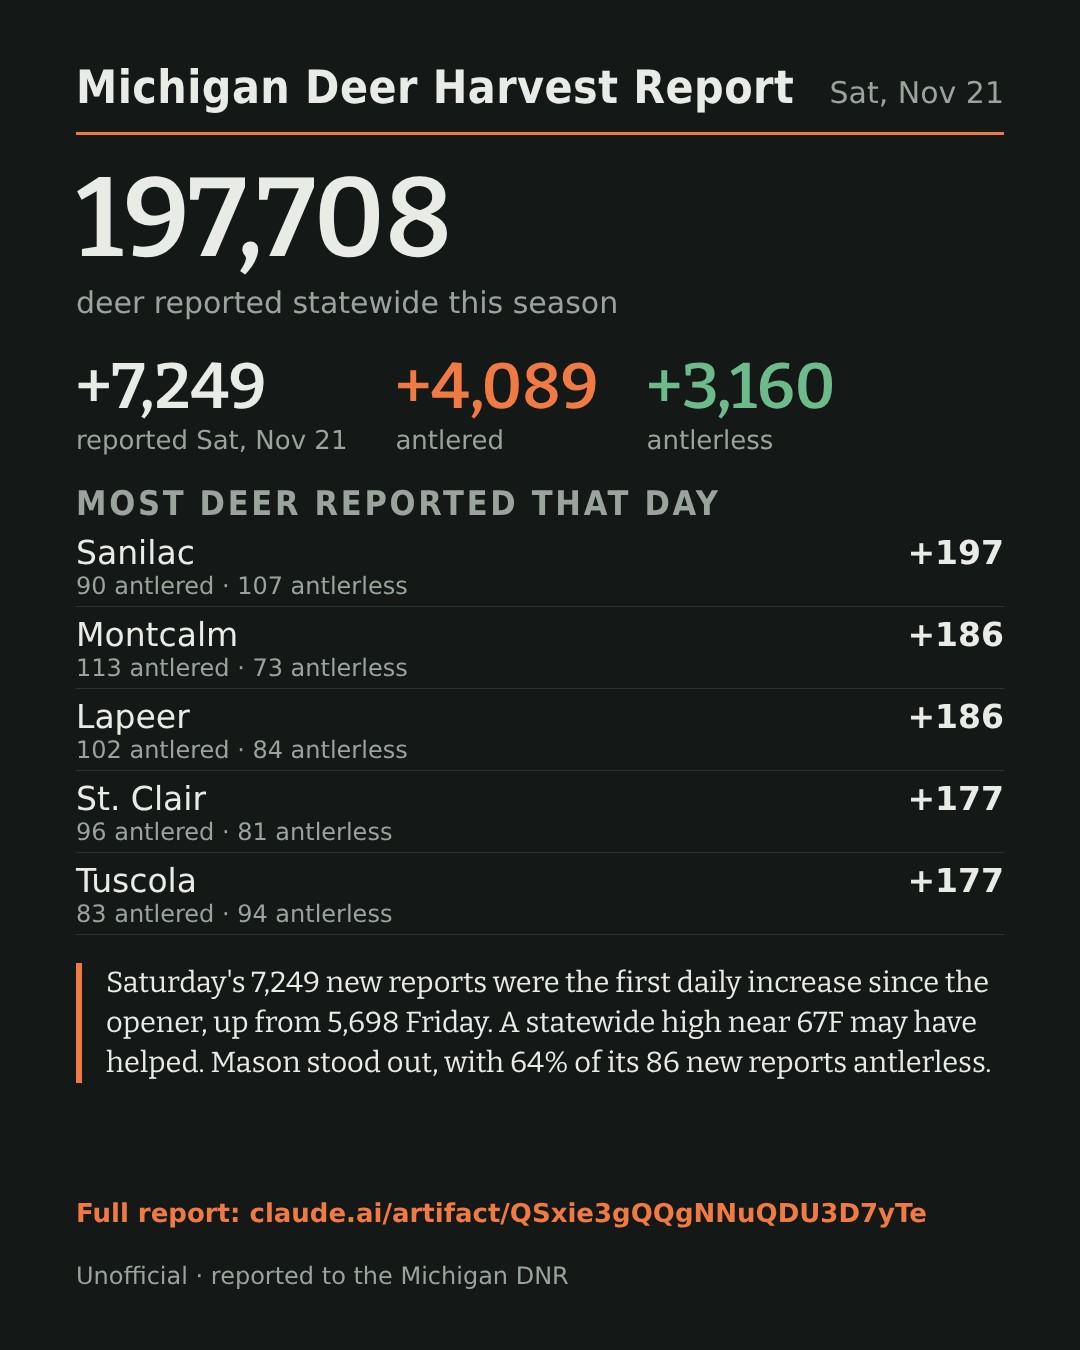 Michigan Deer Harvest Report Sat, Nov 21
197,708
deer reported statewide this season
+7,249 +4,089 +3,160
reported Sat, Nov 21 antlered antlerless
MOST DEER REPORTED THAT DAY
Sanilac +197
90 antlered · 107 antlerless
Montcalm +186
113 antlered · 73 antlerless
Lapeer +186
102 antlered · 84 antlerless
St. Clair +177
96 antlered · 81 antlerless
Tuscola +177
83 antlered · 94 antlerless
Saturday's 7,249 new reports were the first daily increase since the
opener, up from 5,698 Friday. A statewide high near 67F may have
helped. Mason stood out, with 64% of its 86 new reports antlerless.
Full report: claude.ai/artifact/QSxie3gQQgNNuQDU3D7yTe
Unofficial · reported to the Michigan DNR